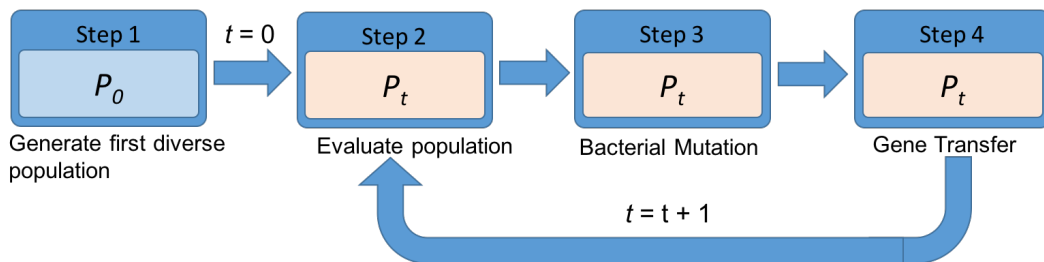 Step 1
P0
Generate first diverse
population
t = 0
Step 2
Pt
Evaluate population
Step 3
Pt
Bacterial Mutation
Step 4
Pt
Gene Transfer
t = t + 1